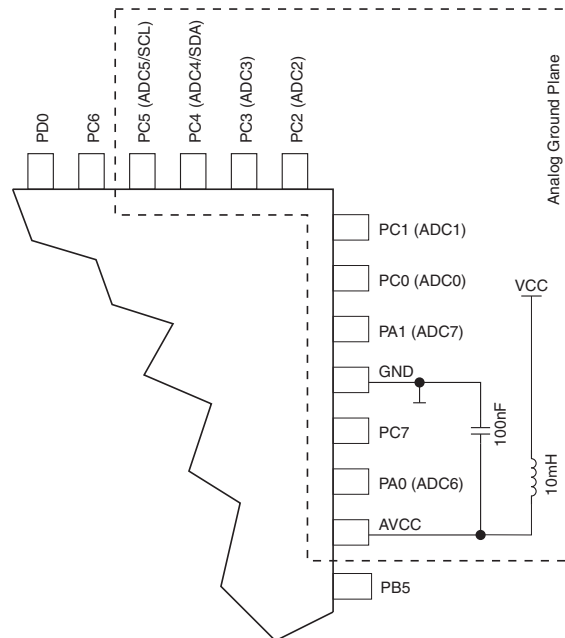 PD0
PC6
PC5 (ADC5/SCL)
PC4 (ADC4/SDA)
PC3 (ADC3)
PC2 (ADC2)
Analog Ground Plane
PC1 (ADC1)
PC0 (ADC0)
VCC
PA1 (ADC7)
GND
100nF
PC7
10mH
PA0 (ADC6)
AVCC
PB5